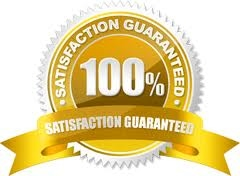 · SATISFACTION GUARANTEED ·
100%
SATISFACTION GUARANTEED